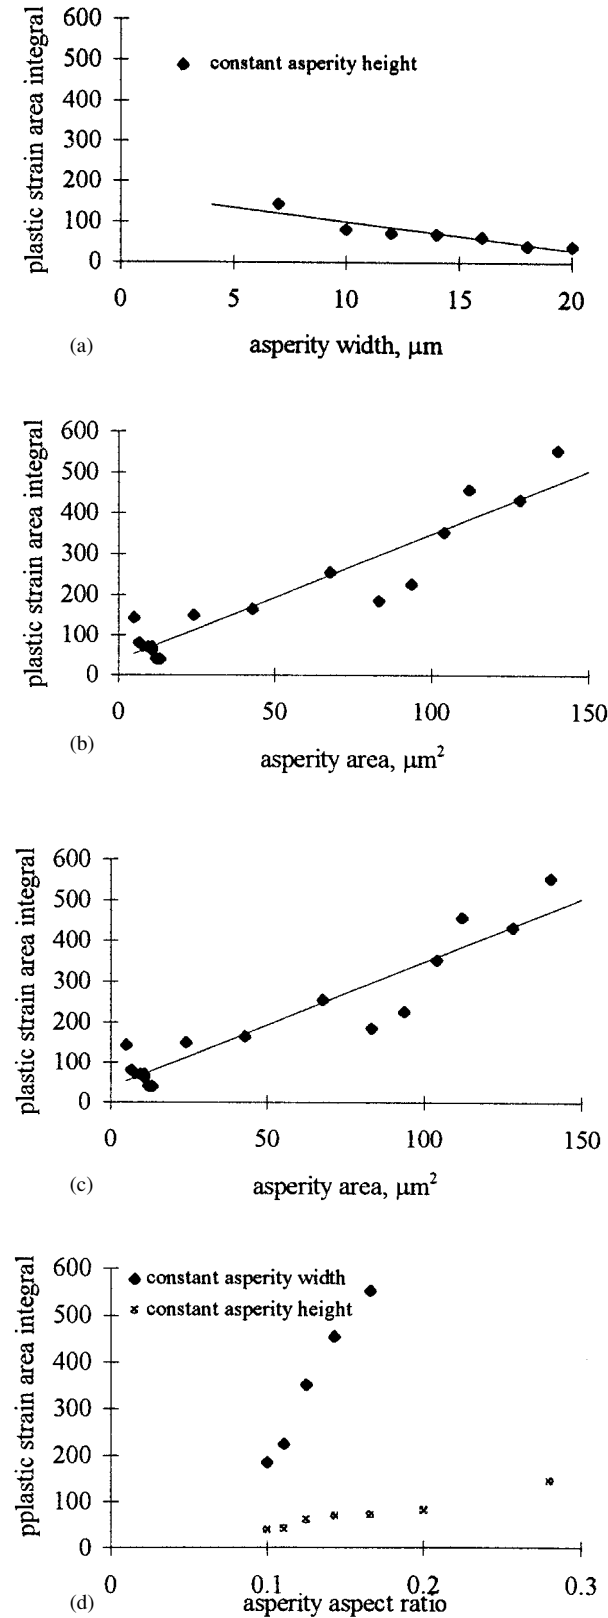 600
500
400
300
200
100
0
plastic strain area integral
constant asperity height
0 5 10 15 20
(a) asperity width, μm
600
500
400
300
200
100
0
plastic strain area integral
0 50 100 150
(b)
asperity area, μm²
600
500
400
300
200
100
0
plastic strain area integral
0 50 100 150
(c) asperity area, μm²
600
500
400
300
200
100
0
pplastic strain area integral
constant asperity width
constant asperity height
0 0.1 0.2 0.3
(d) asperity aspect ratio